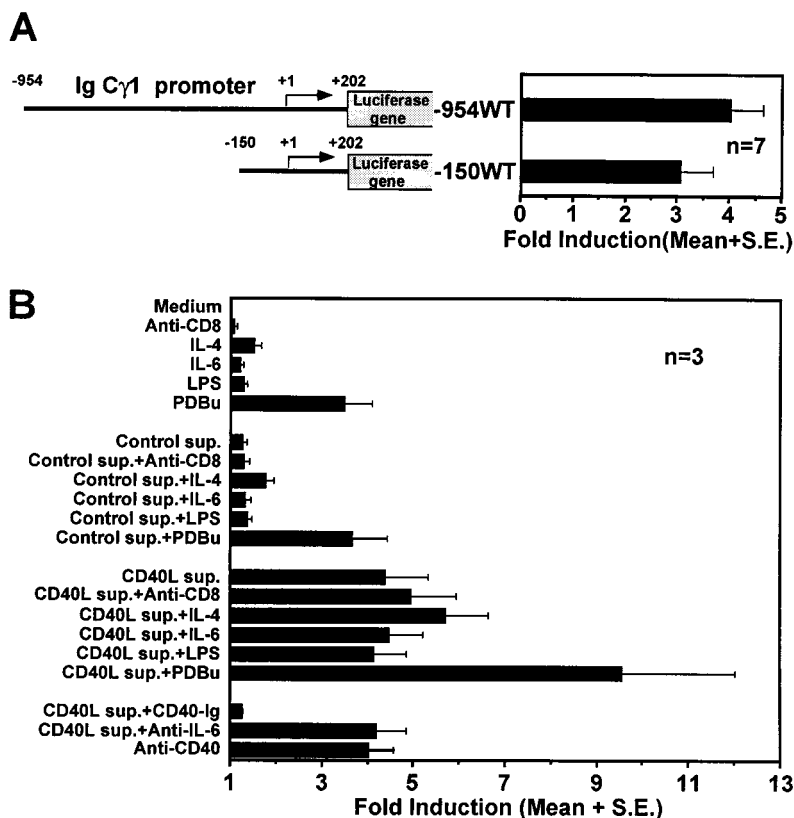 A
-954 Ig Cγ1 promoter +1 +202
Luciferase gene
-954WT
-150 +1 +202
Luciferase gene
-150WT
n=7
0 1 2 3 4 5
Fold Induction(Mean+S.E.)
B
Medium
Anti-CD8
IL-4
IL-6
LPS
PDBu
n=3
Control sup.
Control sup.+Anti-CD8
Control sup.+IL-4
Control sup.+IL-6
Control sup.+LPS
Control sup.+PDBu
CD40L sup.
CD40L sup.+Anti-CD8
CD40L sup.+IL-4
CD40L sup.+IL-6
CD40L sup.+LPS
CD40L sup.+PDBu
CD40L sup.+CD40-Ig
CD40L sup.+Anti-IL-6
Anti-CD40
1 3 5 7 9 11 13
Fold Induction (Mean + S.E.)